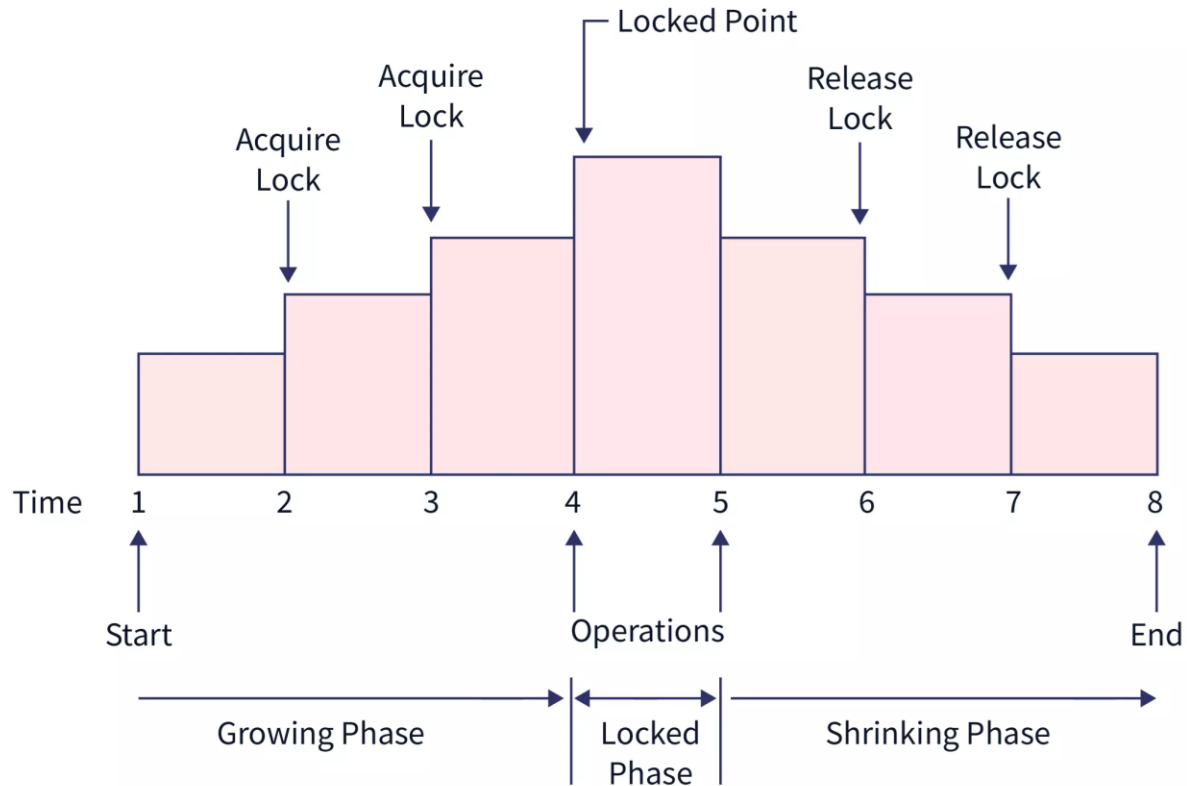 Locked Point
Acquire
Lock
Acquire
Lock
Release
Lock
Release
Lock
Time 1 2 3 4 5 6 7 8
Start
Operations
End
Growing Phase
Locked
Phase
Shrinking Phase